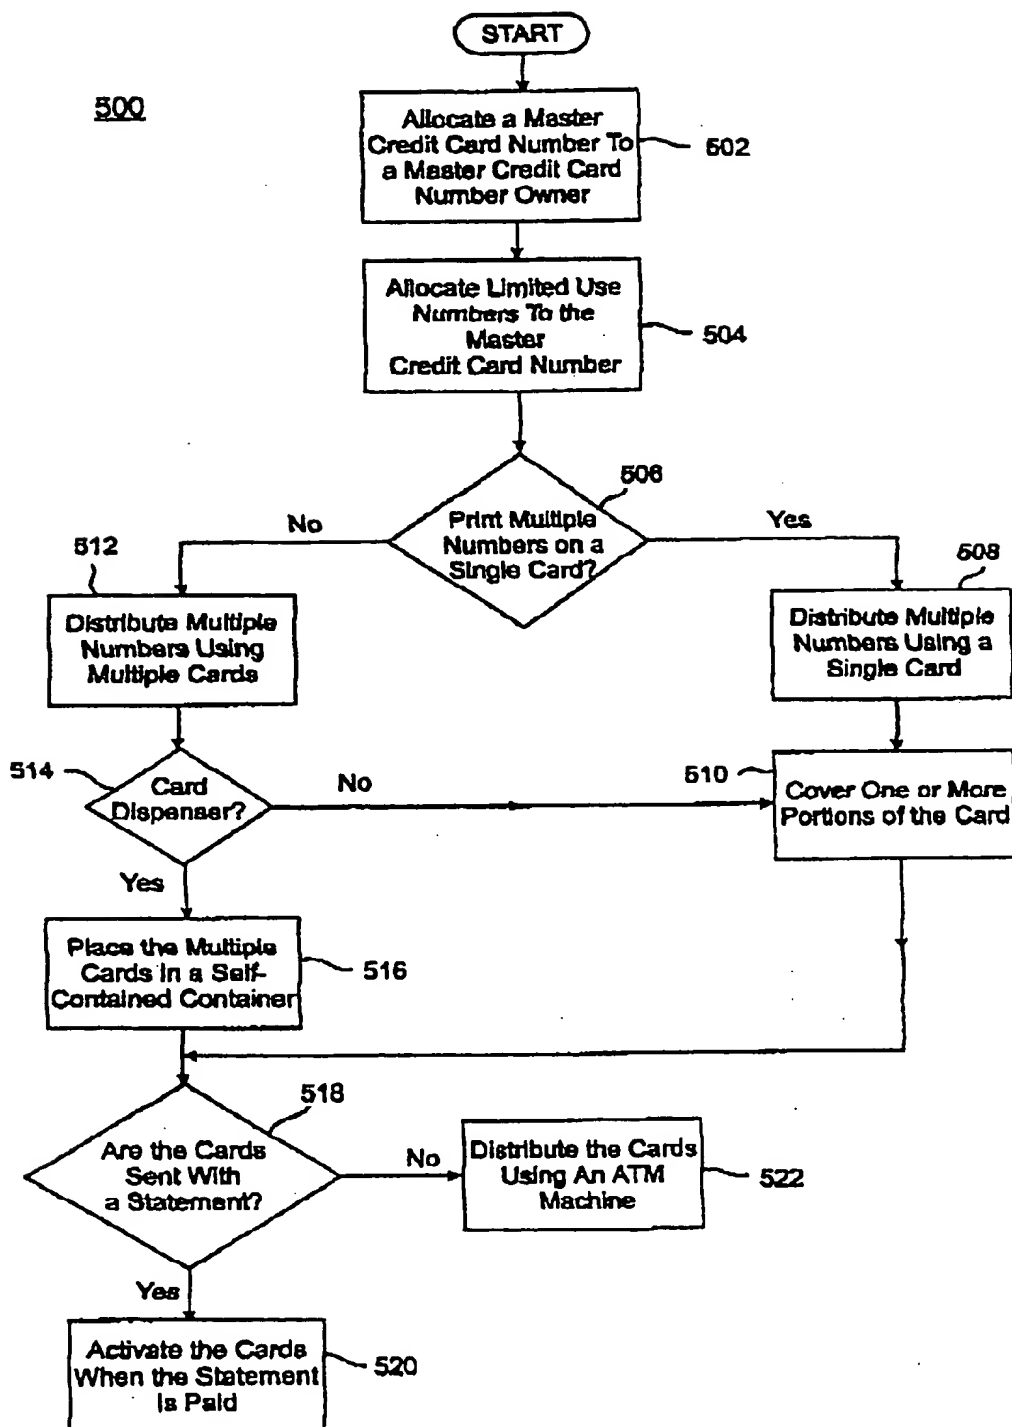 START
500
Allocate a Master
Credit Card Number To
a Master Credit Card
Number Owner
502
Allocate Limited Use
Numbers To the
Master
Credit Card Number
504
506
Print Multiple
Numbers on a
Single Card?
No
Yes
512
Distribute Multiple
Numbers Using
Multiple Cards
508
Distribute Multiple
Numbers Using a
Single Card
514
Card
Dispenser?
No
510
Cover One or More
Portions of the Card
Yes
Place the Multiple
Cards in a Self-
Contained Container
516
518
Are the Cards
Sent With
a Statement?
No
Distribute the Cards
Using An ATM
Machine
522
Yes
Activate the Cards
When the Statement
Is Paid
520